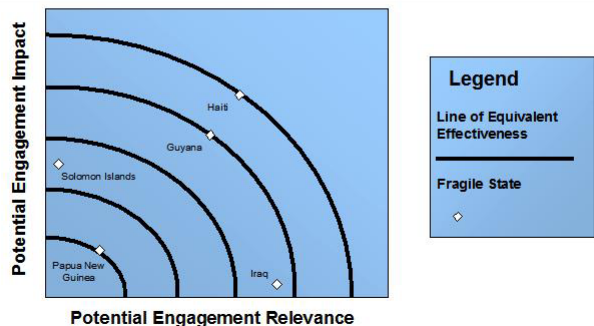 Potential Engagement Impact
Haiti
Guyana
Solomon Islands
Papua New
Guinea
Iraq
Potential Engagement Relevance
Legend
Line of Equivalent
Effectiveness
Fragile State